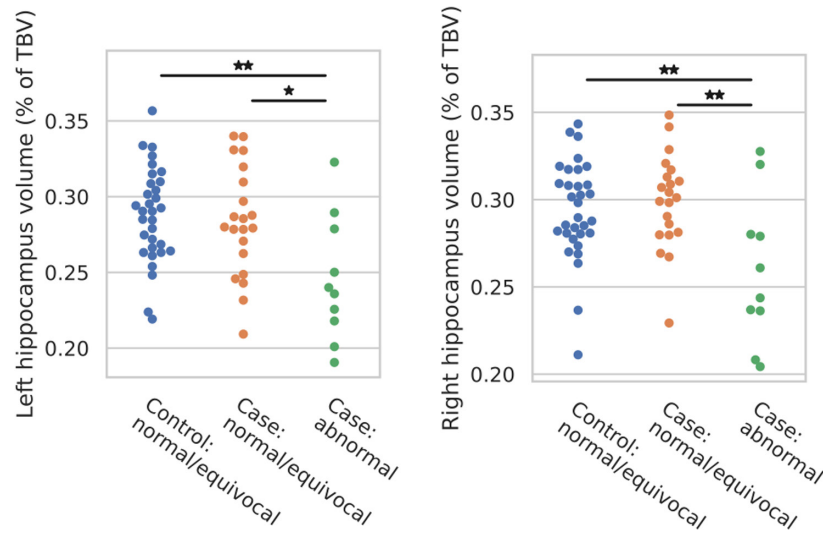 Left hippocampus volume (% of TBV)
0.35
0.30
0.25
0.20
★★
★
Control:
normal/equivocal
Case:
normal/equivocal
Case:
abnormal
Right hippocampus volume (% of TBV)
0.35
0.30
0.25
0.20
★★
★★
Control:
normal/equivocal
Case:
normal/equivocal
Case:
abnormal